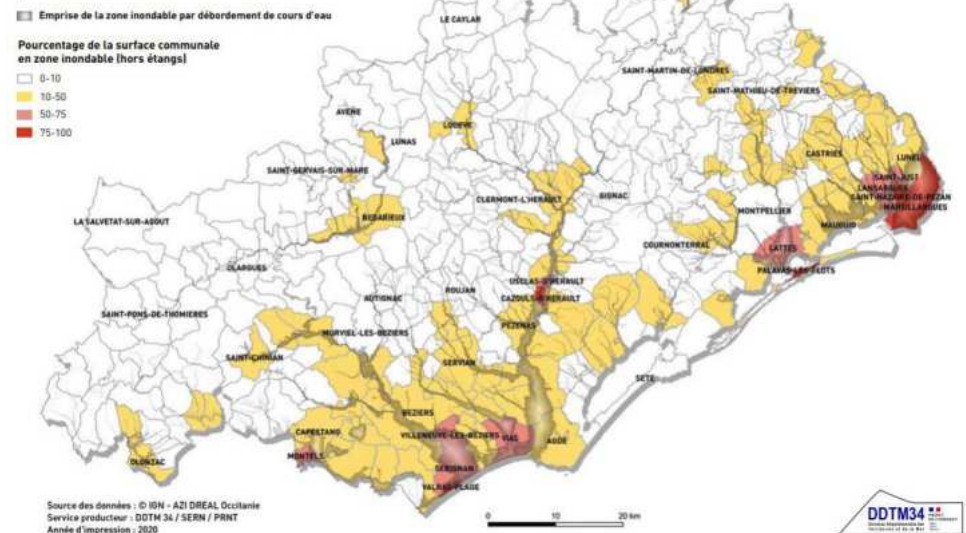 Emprise de la zone inondable par débordement de cours d'eau
Pourcentage de la surface communale
en zone inondable (hors étangs)
0-10
10-50
50-75
75-100
LE CAYLAR
SAINT-MARTIN-DE-LONDRES
SAINT-MATHIEU-DE-TREVIERS
AVENE
LODEVE
LUNAS
CASTRIES
LUNEL
SAINT-GERVAIS-SUR-MARE
SAINT-JUST
LANSARGUES
CLERMONT-L'HERAULT
GIGNAC
SAINT-NAZAIRE-DE-PEZAN
MARSILLARGUES
LA SALVETAT-SUR-AGOUT
BEDARIEUX
MONTPELLIER
MAUGUIO
COURNONTERRAL
LATTES
OLARGUES
PALAVAS-LES-FLOTS
USCLAS-D'HERAULT
ROUJAN
AUTIGNAC
CAZOULS-D'HERAULT
SAINT-PONS-DE-THOMIERES
PEZENAS
MURVIEL-LES-BEZIERS
SAINT-CHINIAN
SERVIAN
SETE
BEZIERS
CAPESTANG
VILLENEUVE-LES-BEZIERS
VIAS
AGDE
MONTELS
OLONZAC
SERIGNAN
VALRAS-PLAGE
Source des données : © IGN - AZI DREAL Occitanie
Service producteur : DDTM 34 / SERN / PRNT
Année d'impression : 2020
0 10 20 km
DDTM34